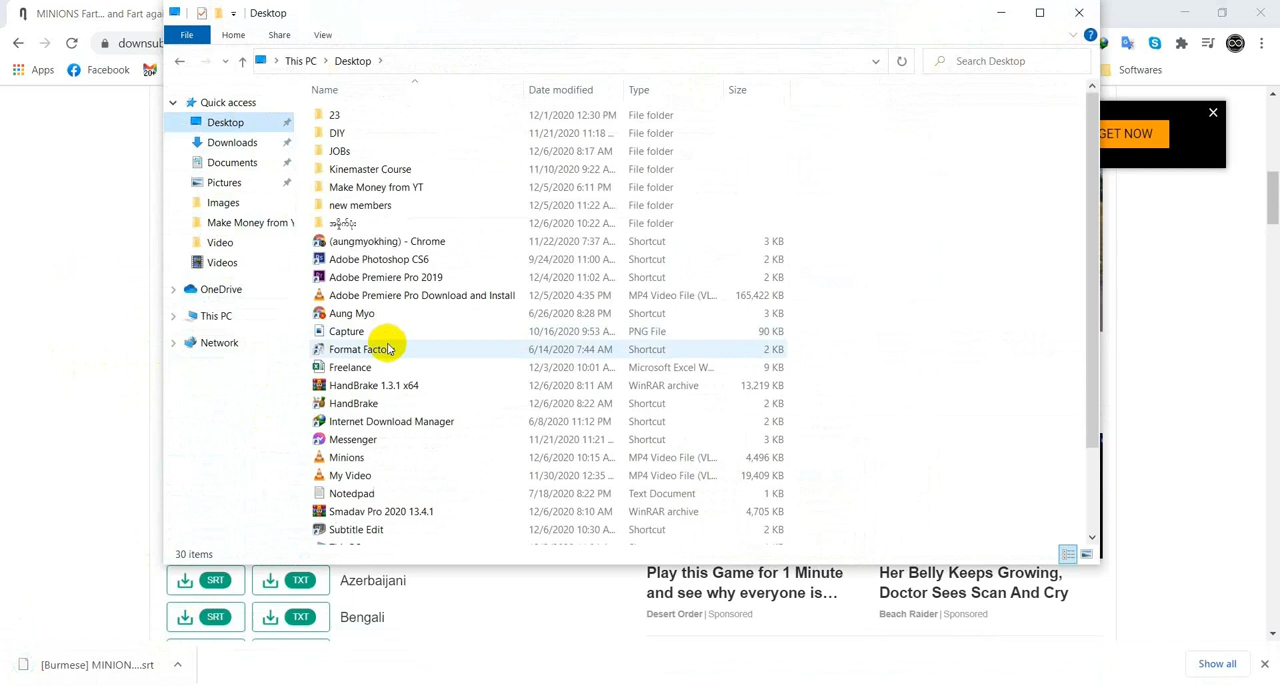 MINIONS Fart... and Fart aga
Desktop
File
Home
Share
View
downsub
This PC
Desktop
Search Desktop
Apps
Facebook
20+
Softwares
Name
Date modified
Type
Size
Quick access
Desktop
Downloads
Documents
Pictures
Images
Make Money from Y
Video
Videos
OneDrive
This PC
Network
23 12/1/2020 12:30 PM File folder
DIY 11/21/2020 11:18 ... File folder
JOBs 12/6/2020 8:17 AM File folder
Kinemaster Course 11/10/2020 9:22 A... File folder
Make Money from YT 12/5/2020 6:11 PM File folder
new members 12/5/2020 11:22 A... File folder
12/6/2020 10:22 A... File folder
(aungmyokhing) - Chrome 11/22/2020 7:37 A... Shortcut 3 KB
Adobe Photoshop CS6 9/24/2020 11:00 A... Shortcut 2 KB
Adobe Premiere Pro 2019 12/4/2020 11:02 A... Shortcut 2 KB
Adobe Premiere Pro Download and Install 12/5/2020 4:35 PM MP4 Video File (VL... 165,422 KB
Aung Myo 6/26/2020 8:28 PM Shortcut 3 KB
Capture 10/16/2020 9:53 A... PNG File 90 KB
Format Factory 6/14/2020 7:44 AM Shortcut 2 KB
Freelance 12/3/2020 10:01 A... Microsoft Excel W... 9 KB
HandBrake 1.3.1 x64 12/6/2020 8:11 AM WinRAR archive 13,219 KB
HandBrake 12/6/2020 8:22 AM Shortcut 2 KB
Internet Download Manager 6/8/2020 11:12 PM Shortcut 2 KB
Messenger 11/21/2020 11:21 ... Shortcut 3 KB
Minions 12/6/2020 10:15 A... MP4 Video File (VL... 4,496 KB
My Video 11/30/2020 12:35 ... MP4 Video File (VL... 19,409 KB
Notepad 7/18/2020 8:22 PM Text Document 1 KB
Smadav Pro 2020 13.4.1 12/6/2020 8:10 AM WinRAR archive 4,705 KB
Subtitle Edit 12/6/2020 10:30 A... Shortcut 2 KB
30 items
GET NOW
SRT TXT Azerbaijani
SRT TXT Bengali
Play this Game for 1 Minute
and see why everyone is...
Desert Order | Sponsored
Her Belly Keeps Growing,
Doctor Sees Scan And Cry
Beach Raider | Sponsored
[Burmese] MINION....srt
Show all